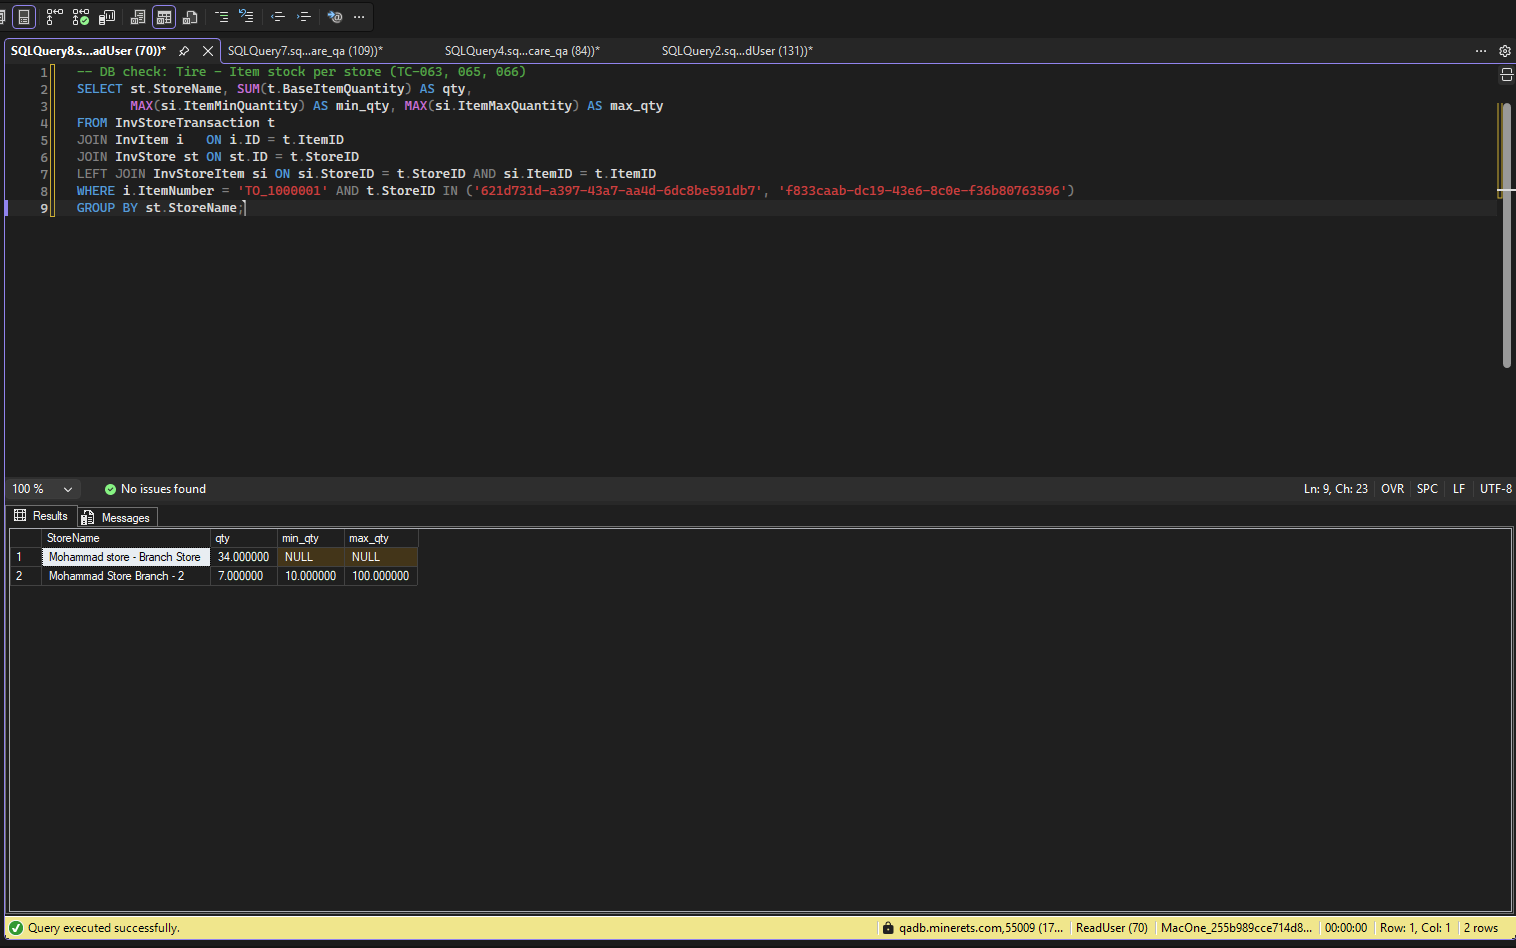 SQLQuery8.s...adUser (70))*
SQLQuery7.sq...are_qa (109))*
SQLQuery4.sq...care_qa (84))*
SQLQuery2.sq...dUser (131))*
1 -- DB check: Tire - Item stock per store (TC-063, 065, 066)
2 SELECT st.StoreName, SUM(t.BaseItemQuantity) AS qty,
3 MAX(si.ItemMinQuantity) AS min_qty, MAX(si.ItemMaxQuantity) AS max_qty
4 FROM InvStoreTransaction t
5 JOIN InvItem i ON i.ID = t.ItemID
6 JOIN InvStore st ON st.ID = t.StoreID
7 LEFT JOIN InvStoreItem si ON si.StoreID = t.StoreID AND si.ItemID = t.ItemID
8 WHERE i.ItemNumber = 'TO_1000001' AND t.StoreID IN ('621d731d-a397-43a7-aa4d-6dc8be591db7', 'f833caab-dc19-43e6-8c0e-f36b80763596')
9 GROUP BY st.StoreName;
100 % No issues found Ln: 9, Ch: 23 OVR SPC LF UTF-8
Results Messages
StoreName qty min_qty max_qty
1 Mohammad store - Branch Store 34.000000 NULL NULL
2 Mohammad Store Branch - 2 7.000000 10.000000 100.000000
Query executed successfully. qadb.minerets.com,55009 (17... ReadUser (70) MacOne_255b989cce714d8... 00:00:00 Row: 1, Col: 1 2 rows